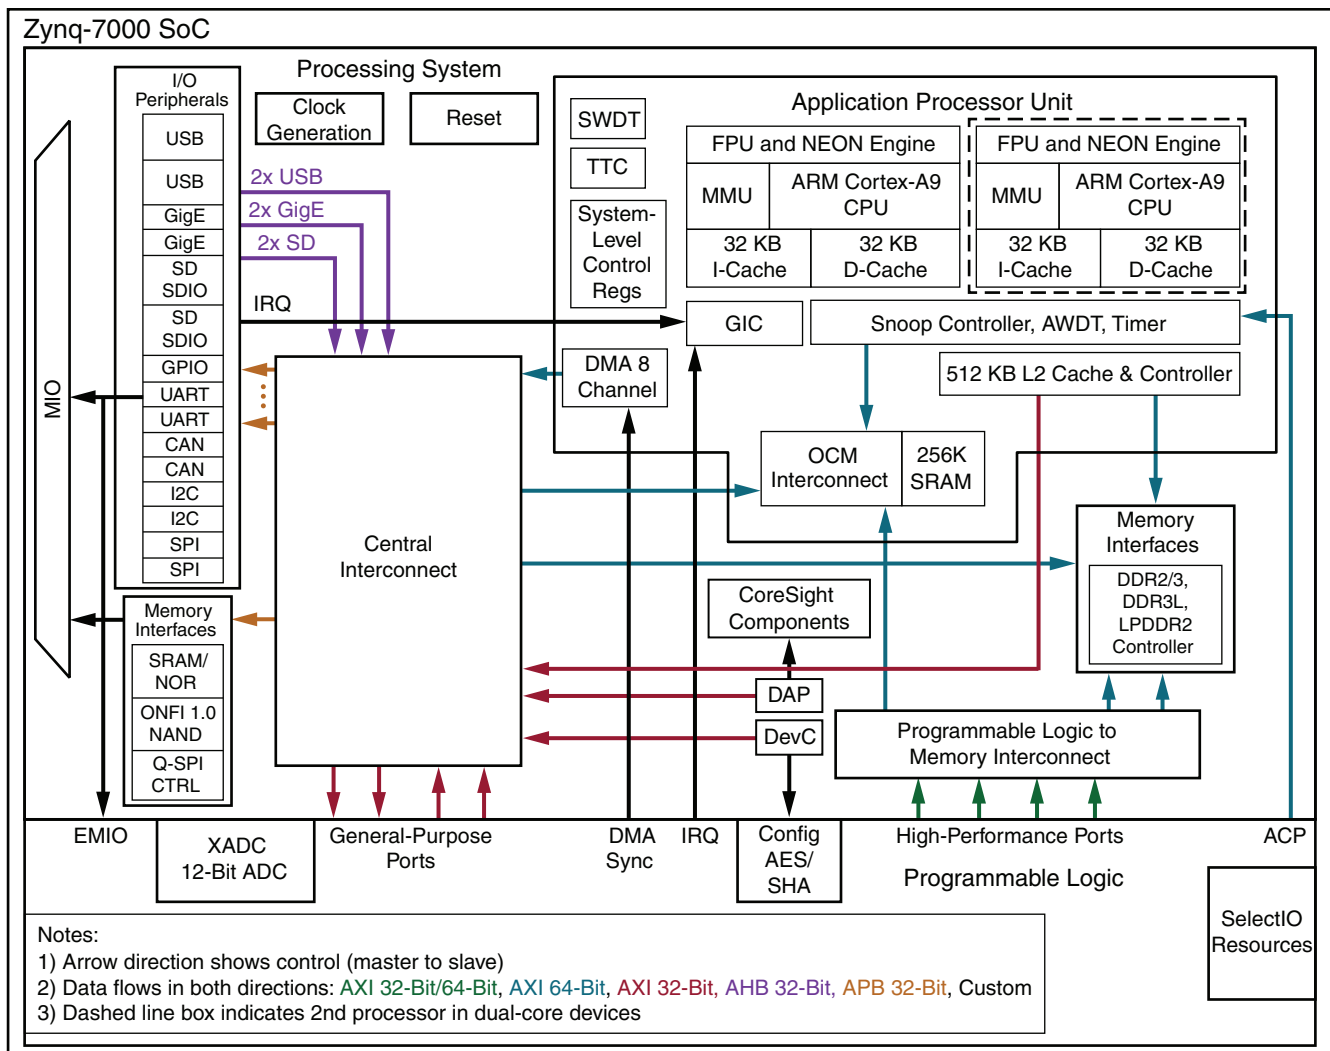 Zynq-7000 SoC
Processing System
I/O
Peripherals
USB
USB
GigE
GigE
SD
SDIO
SD
SDIO
GPIO
UART
UART
CAN
CAN
I2C
I2C
SPI
SPI
MIO
Clock
Generation
Reset
2x USB
2x GigE
2x SD
IRQ
Application Processor Unit
SWDT
TTC
System-
Level
Control
Regs
FPU and NEON Engine
MMU
ARM Cortex-A9
CPU
32 KB
I-Cache
32 KB
D-Cache
FPU and NEON Engine
MMU
ARM Cortex-A9
CPU
32 KB
I-Cache
32 KB
D-Cache
GIC
Snoop Controller, AWDT, Timer
DMA 8
Channel
512 KB L2 Cache & Controller
OCM
Interconnect
256K
SRAM
Central
Interconnect
Memory
Interfaces
DDR2/3,
DDR3L,
LPDDR2
Controller
CoreSight
Components
DAP
DevC
Programmable Logic to
Memory Interconnect
Memory
Interfaces
SRAM/
NOR
ONFI 1.0
NAND
Q-SPI
CTRL
EMIO
XADC
12-Bit ADC
General-Purpose
Ports
DMA
Sync
IRQ
Config
AES/
SHA
High-Performance Ports
ACP
Programmable Logic
SelectIO
Resources
Notes:
1) Arrow direction shows control (master to slave)
2) Data flows in both directions: AXI 32-Bit/64-Bit, AXI 64-Bit, AXI 32-Bit, AHB 32-Bit, APB 32-Bit, Custom
3) Dashed line box indicates 2nd processor in dual-core devices